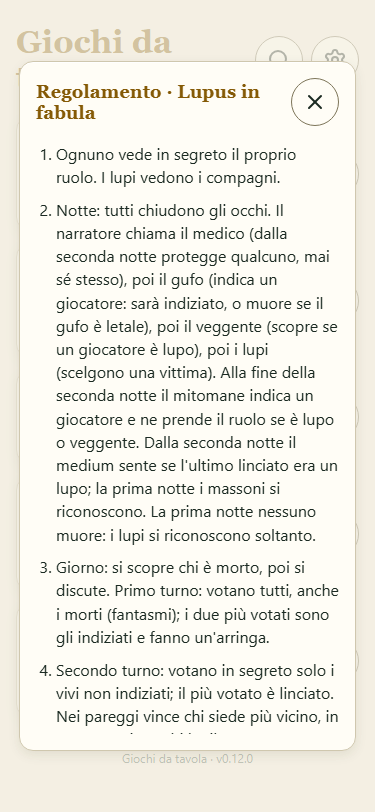 Giochi da
Regolamento · Lupus in
fabula
1. Ognuno vede in segreto il proprio
ruolo. I lupi vedono i compagni.
2. Notte: tutti chiudono gli occhi. Il
narratore chiama il medico (dalla
seconda notte protegge qualcuno, mai
sé stesso), poi il gufo (indica un
giocatore: sarà indiziato, o muore se il
gufo è letale), poi il veggente (scopre se
un giocatore è lupo), poi i lupi
(scelgono una vittima). Alla fine della
seconda notte il mitomane indica un
giocatore e ne prende il ruolo se è lupo
o veggente. Dalla seconda notte il
medium sente se l'ultimo linciato era un
lupo; la prima notte i massoni si
riconoscono. La prima notte nessuno
muore: i lupi si riconoscono soltanto.
3. Giorno: si scopre chi è morto, poi si
discute. Primo turno: votano tutti, anche
i morti (fantasmi); i due più votati sono
gli indiziati e fanno un'arringa.
4. Secondo turno: votano in segreto solo i
vivi non indiziati; il più votato è linciato.
Nei pareggi vince chi siede più vicino, in
Giochi da tavola · v0.12.0